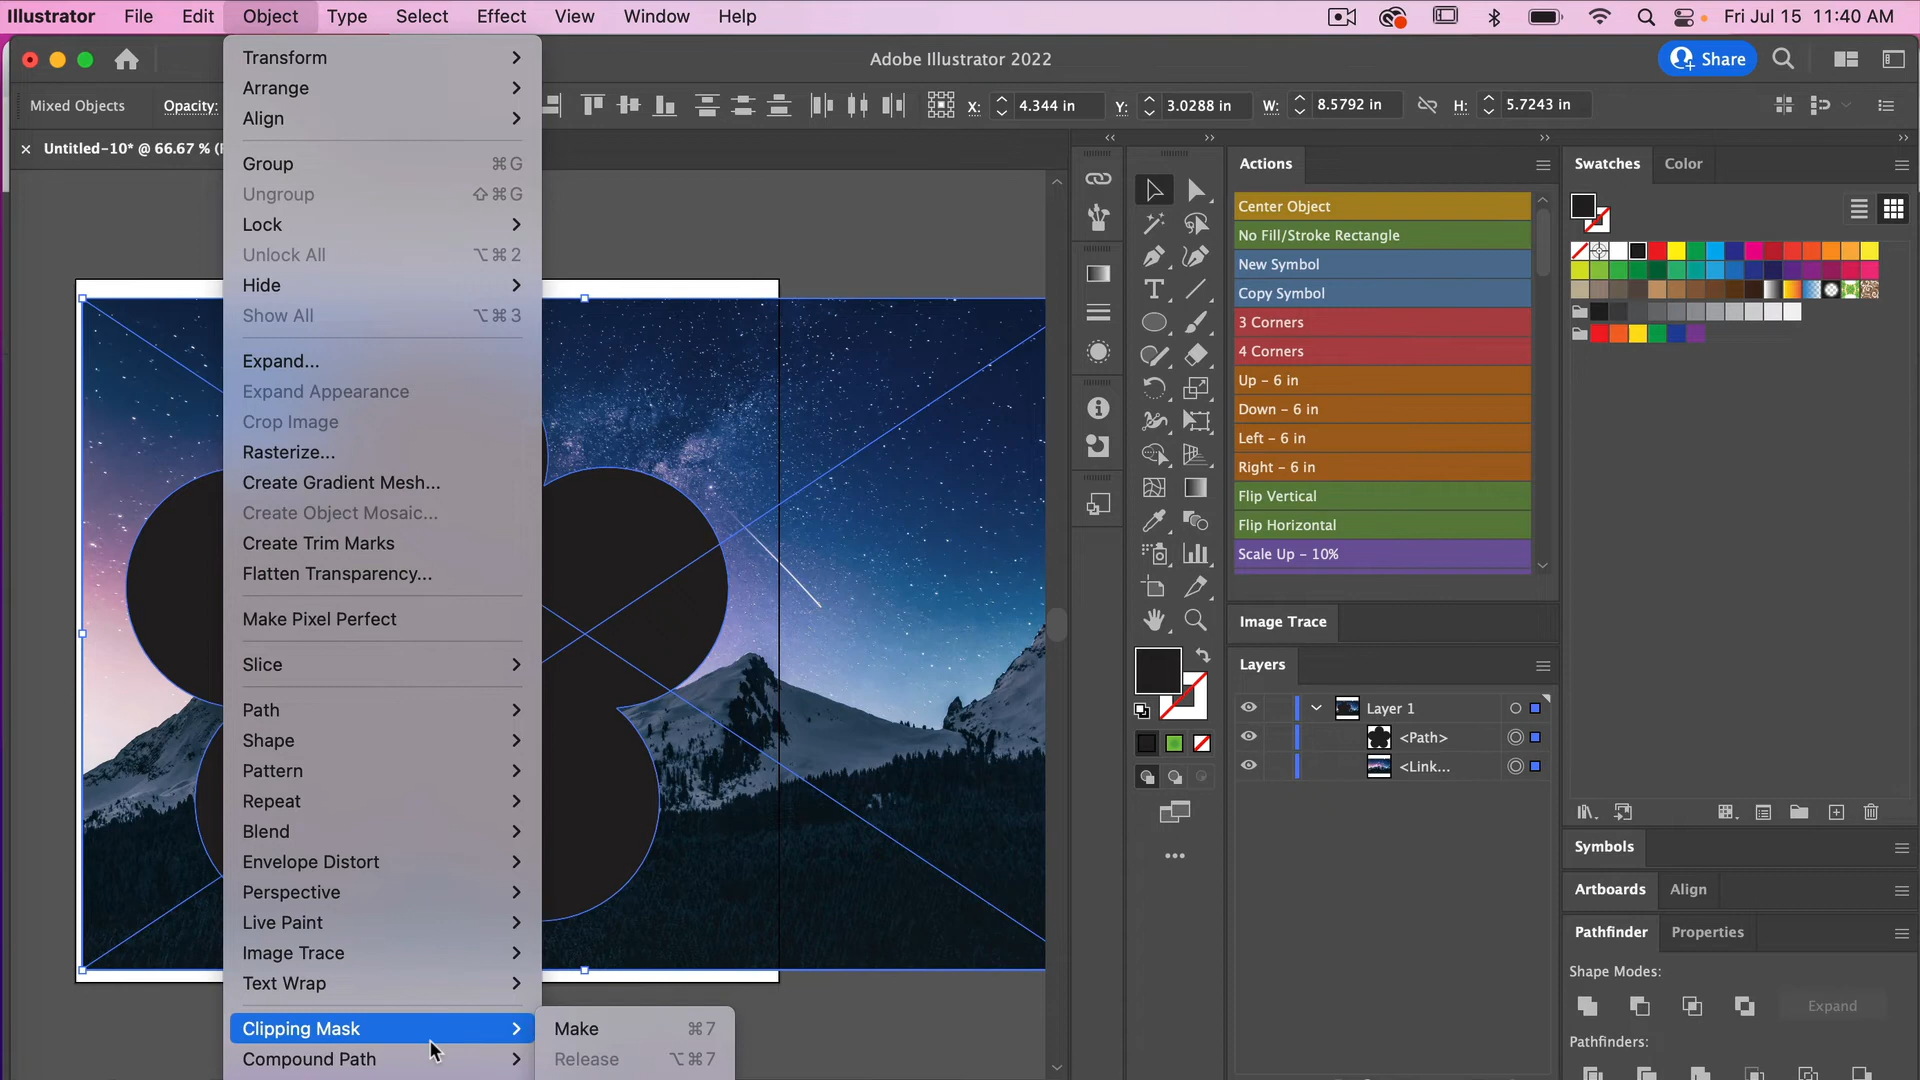 Illustrator File Edit Object Type Select Effect View Window Help Fri Jul 15 11:40 AM
Adobe Illustrator 2022 Share
Mixed Objects Opacity: X: 4.344 in Y: 3.0288 in W: 8.5792 in H: 5.7243 in
× Untitled-10* @ 66.67 %
Transform
Arrange
Align
Group ⌘G
Ungroup ⇧⌘G
Lock
Unlock All ⌥⌘2
Hide
Show All ⌥⌘3
Expand...
Expand Appearance
Crop Image
Rasterize...
Create Gradient Mesh...
Create Object Mosaic...
Create Trim Marks
Flatten Transparency...
Make Pixel Perfect
Slice
Path
Shape
Pattern
Repeat
Blend
Envelope Distort
Perspective
Live Paint
Image Trace
Text Wrap
Clipping Mask
Compound Path
Make ⌘7
Release ⌥⌘7
Actions
Center Object
No Fill/Stroke Rectangle
New Symbol
Copy Symbol
3 Corners
4 Corners
Up - 6 in
Down - 6 in
Left - 6 in
Right - 6 in
Flip Vertical
Flip Horizontal
Scale Up - 10%
Image Trace
Layers
Layer 1
<Path>
<Link...
Swatches Color
Symbols
Artboards Align
Pathfinder Properties
Shape Modes:
Expand
Pathfinders: